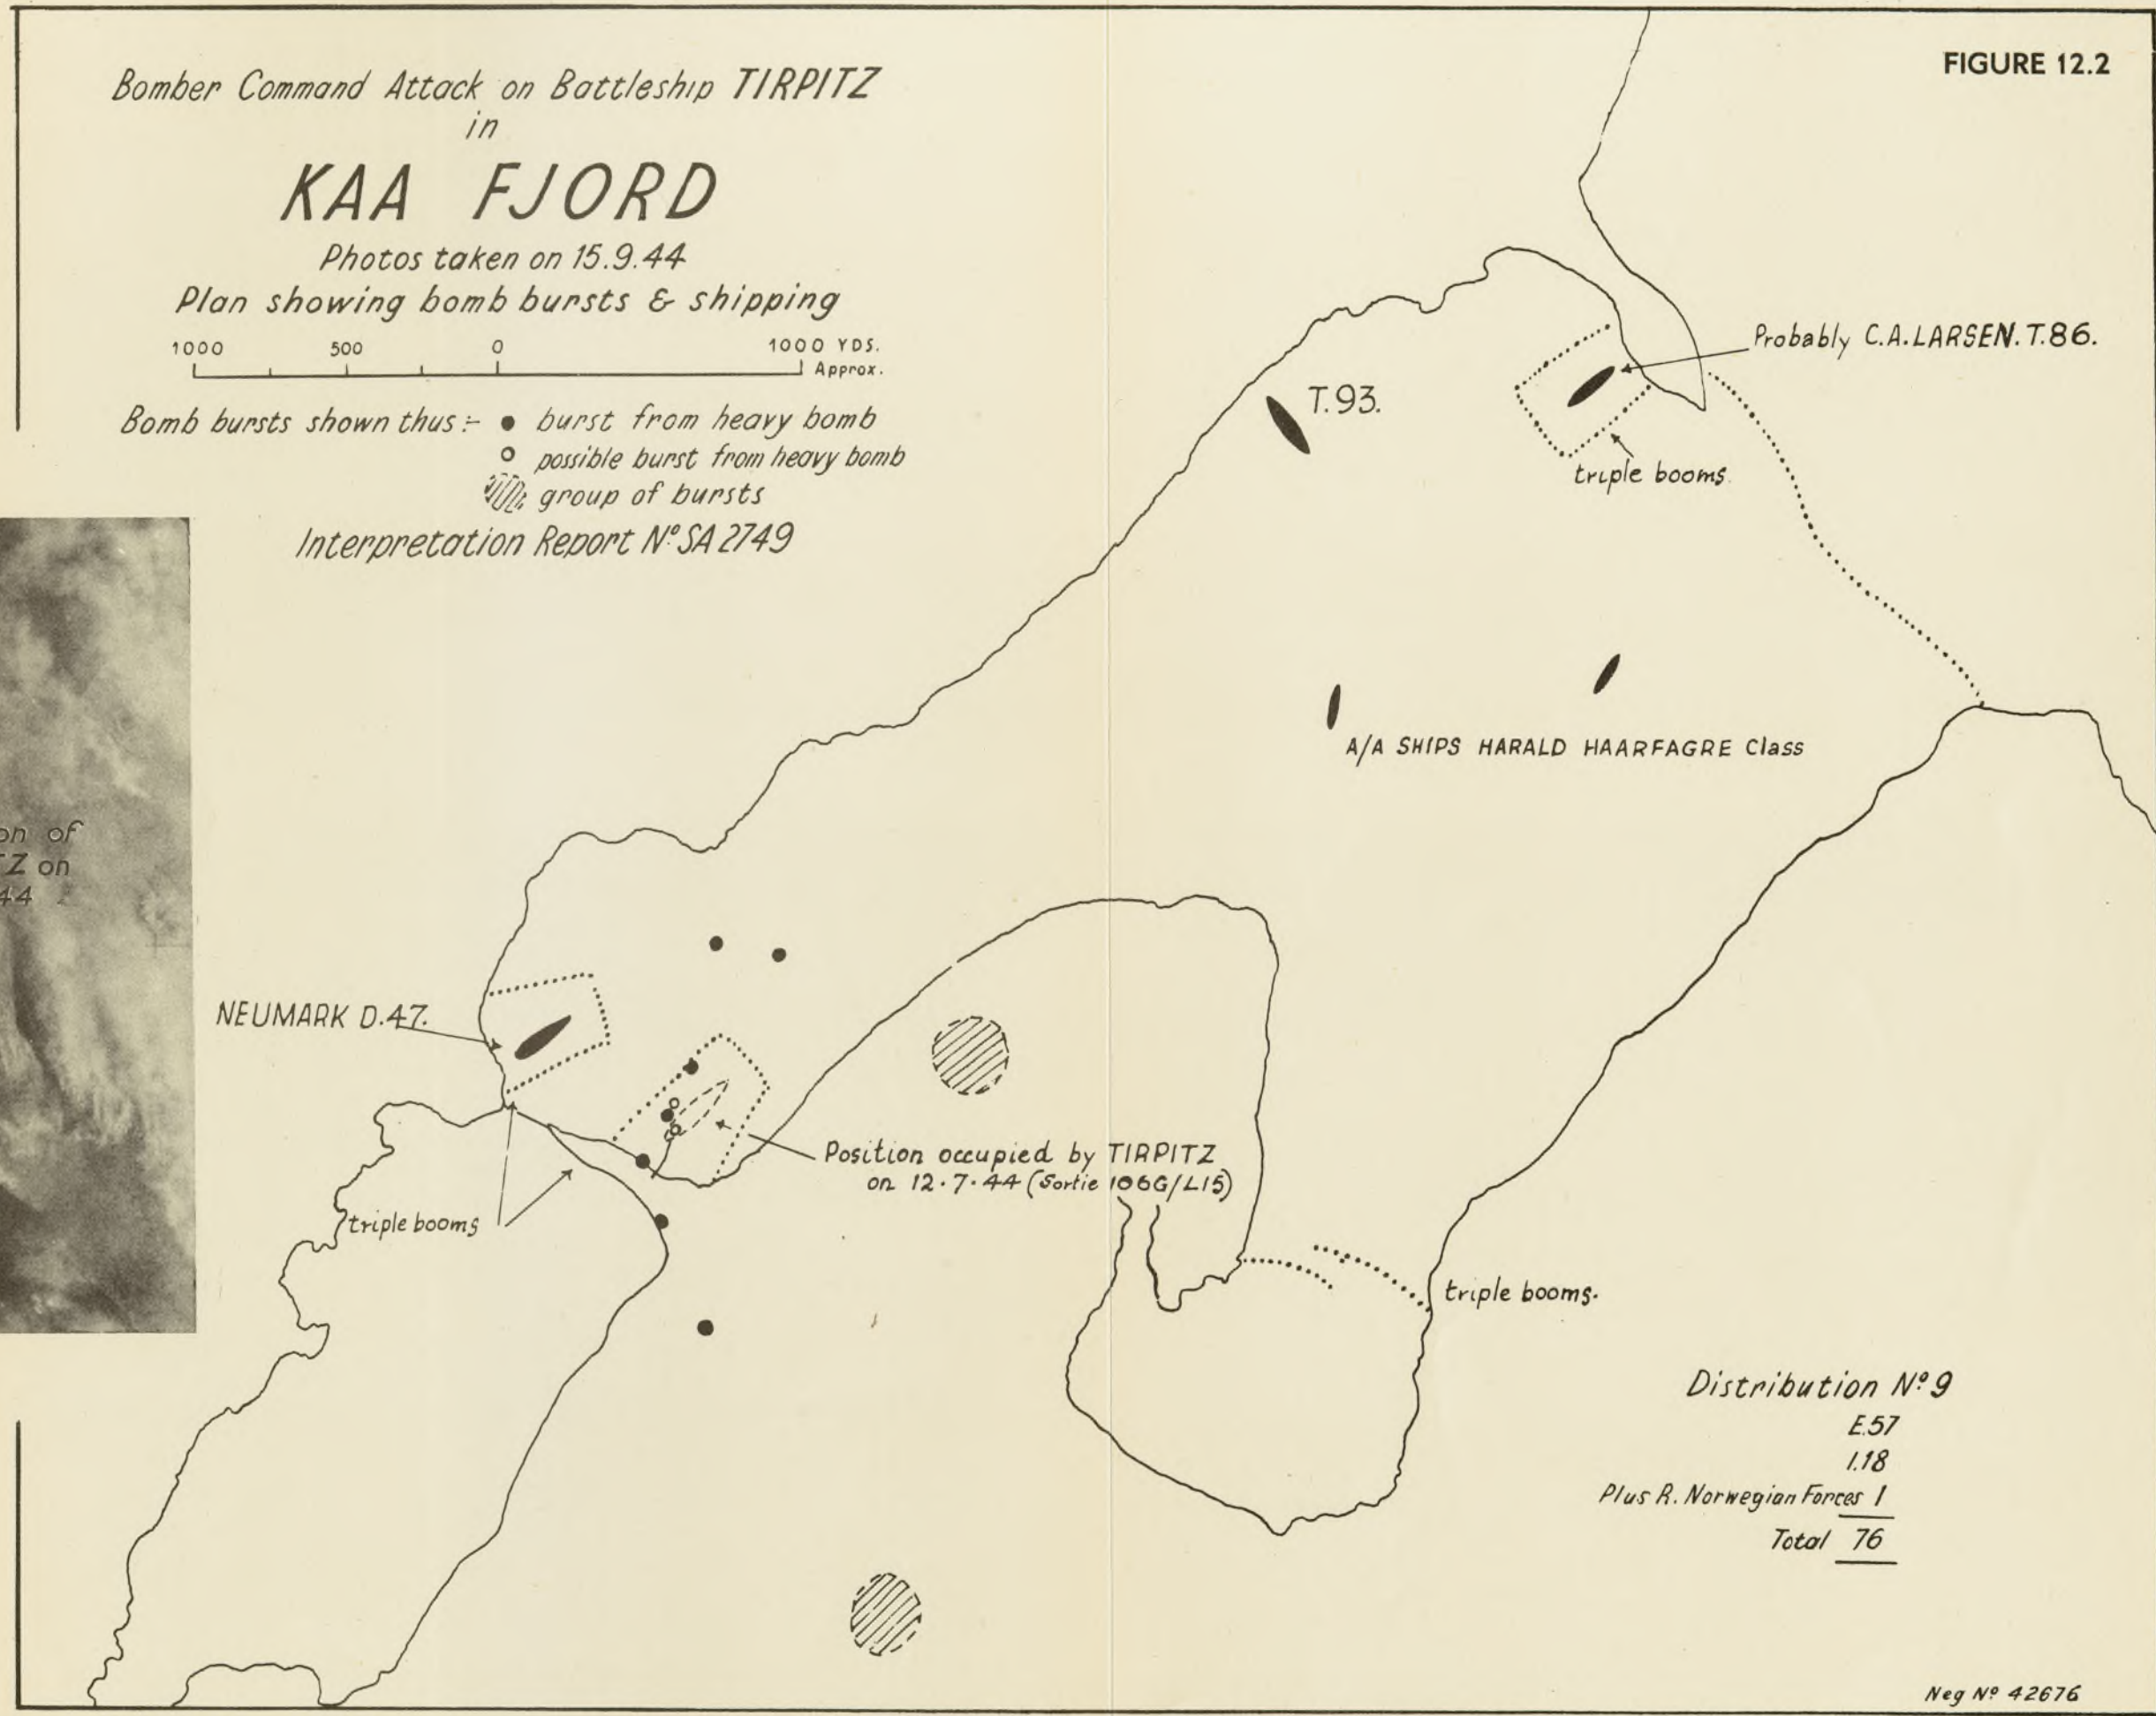 FIGURE 12.2
Bomber Command Attack on Battleship TIRPITZ
in
KAA FJORD
Photos taken on 15.9.44
Plan showing bomb bursts & shipping
1000 500 0 1000 YDS.
Approx.
Bomb bursts shown thus:- burst from heavy bomb
possible burst from heavy bomb
group of bursts
Interpretation Report Nº SA 2749
Probably C.A.LARSEN. T.86.
T.93.
triple booms.
A/A SHIPS HARALD HAARFAGRE Class
on of
TZ on
44
NEUMARK D.47.
Position occupied by TIRPITZ
on 12.7.44 (Sortie 106G/L15)
triple booms
triple booms.
Distribution Nº 9
E.57
I.18
Plus R. Norwegian Forces 1
Total 76
Neg Nº 42676